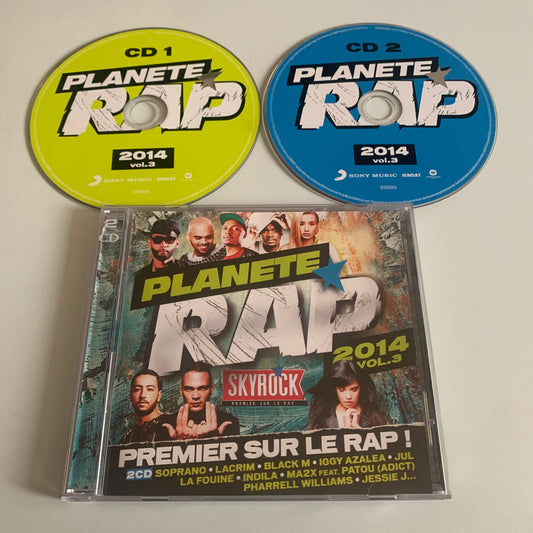 CD 1
PLANETE
RAP
2014
vol.3
SONY MUSIC
CD 2
PLANETE
RAP
2014
vol.3
SONY MUSIC
2
CD
PLANETE
RAP
2014
VOL.3
SKYROCK
PREMIER SUR LE RAP
PREMIER SUR LE RAP !
2CD SOPRANO • LACRIM • BLACK M • IGGY AZALEA • JUL
LA FOUINE • INDILA • MA2X FEAT. PATOU (ADICT)
PHARRELL WILLIAMS • JESSIE J...